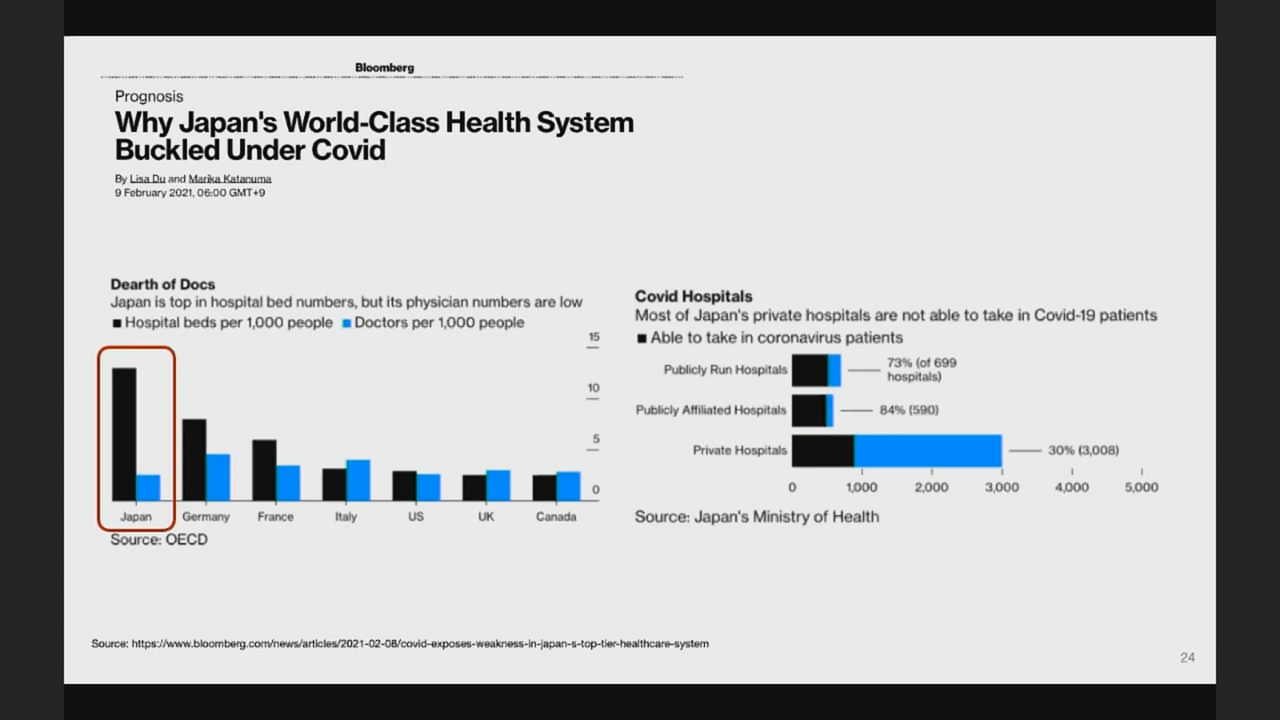 Bloomberg
Prognosis
Why Japan's World-Class Health System
Buckled Under Covid
By Lisa Du and Marika Katanuma
9 February 2021, 06:00 GMT+9
Dearth of Docs
Japan is top in hospital bed numbers, but its physician numbers are low
Hospital beds per 1,000 people Doctors per 1,000 people
15
10
5
0
Japan Germany France Italy US UK Canada
Source: OECD
Covid Hospitals
Most of Japan's private hospitals are not able to take in Covid-19 patients
Able to take in coronavirus patients
Publicly Run Hospitals 73% (of 699
hospitals)
Publicly Affiliated Hospitals 84% (590)
Private Hospitals 30% (3,008)
0 1,000 2,000 3,000 4,000 5,000
Source: Japan's Ministry of Health
Source: https://www.bloomberg.com/news/articles/2021-02-08/covid-exposes-weakness-in-japan-s-top-tier-healthcare-system
24